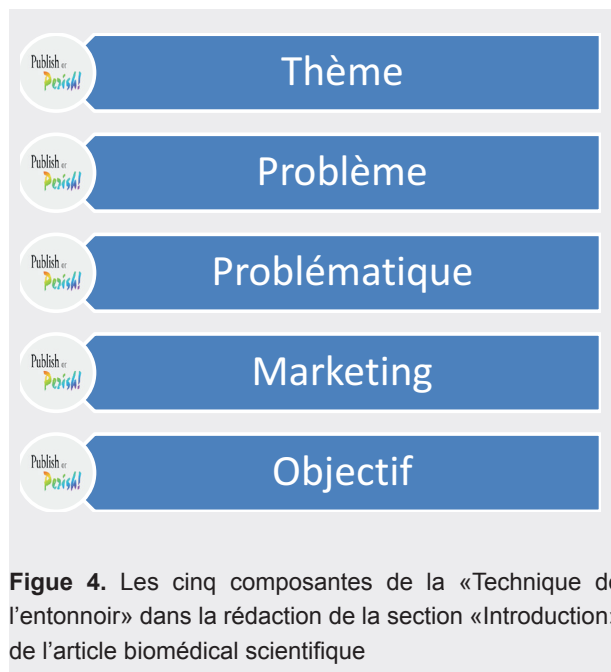 Publish or
Perish!
Thème
Publish or
Perish!
Problème
Publish or
Perish!
Problématique
Publish or
Perish!
Marketing
Publish or
Perish!
Objectif
Figue 4. Les cinq composantes de la «Technique de
l’entonnoir» dans la rédaction de la section «Introduction:
de l’article biomédical scientifique